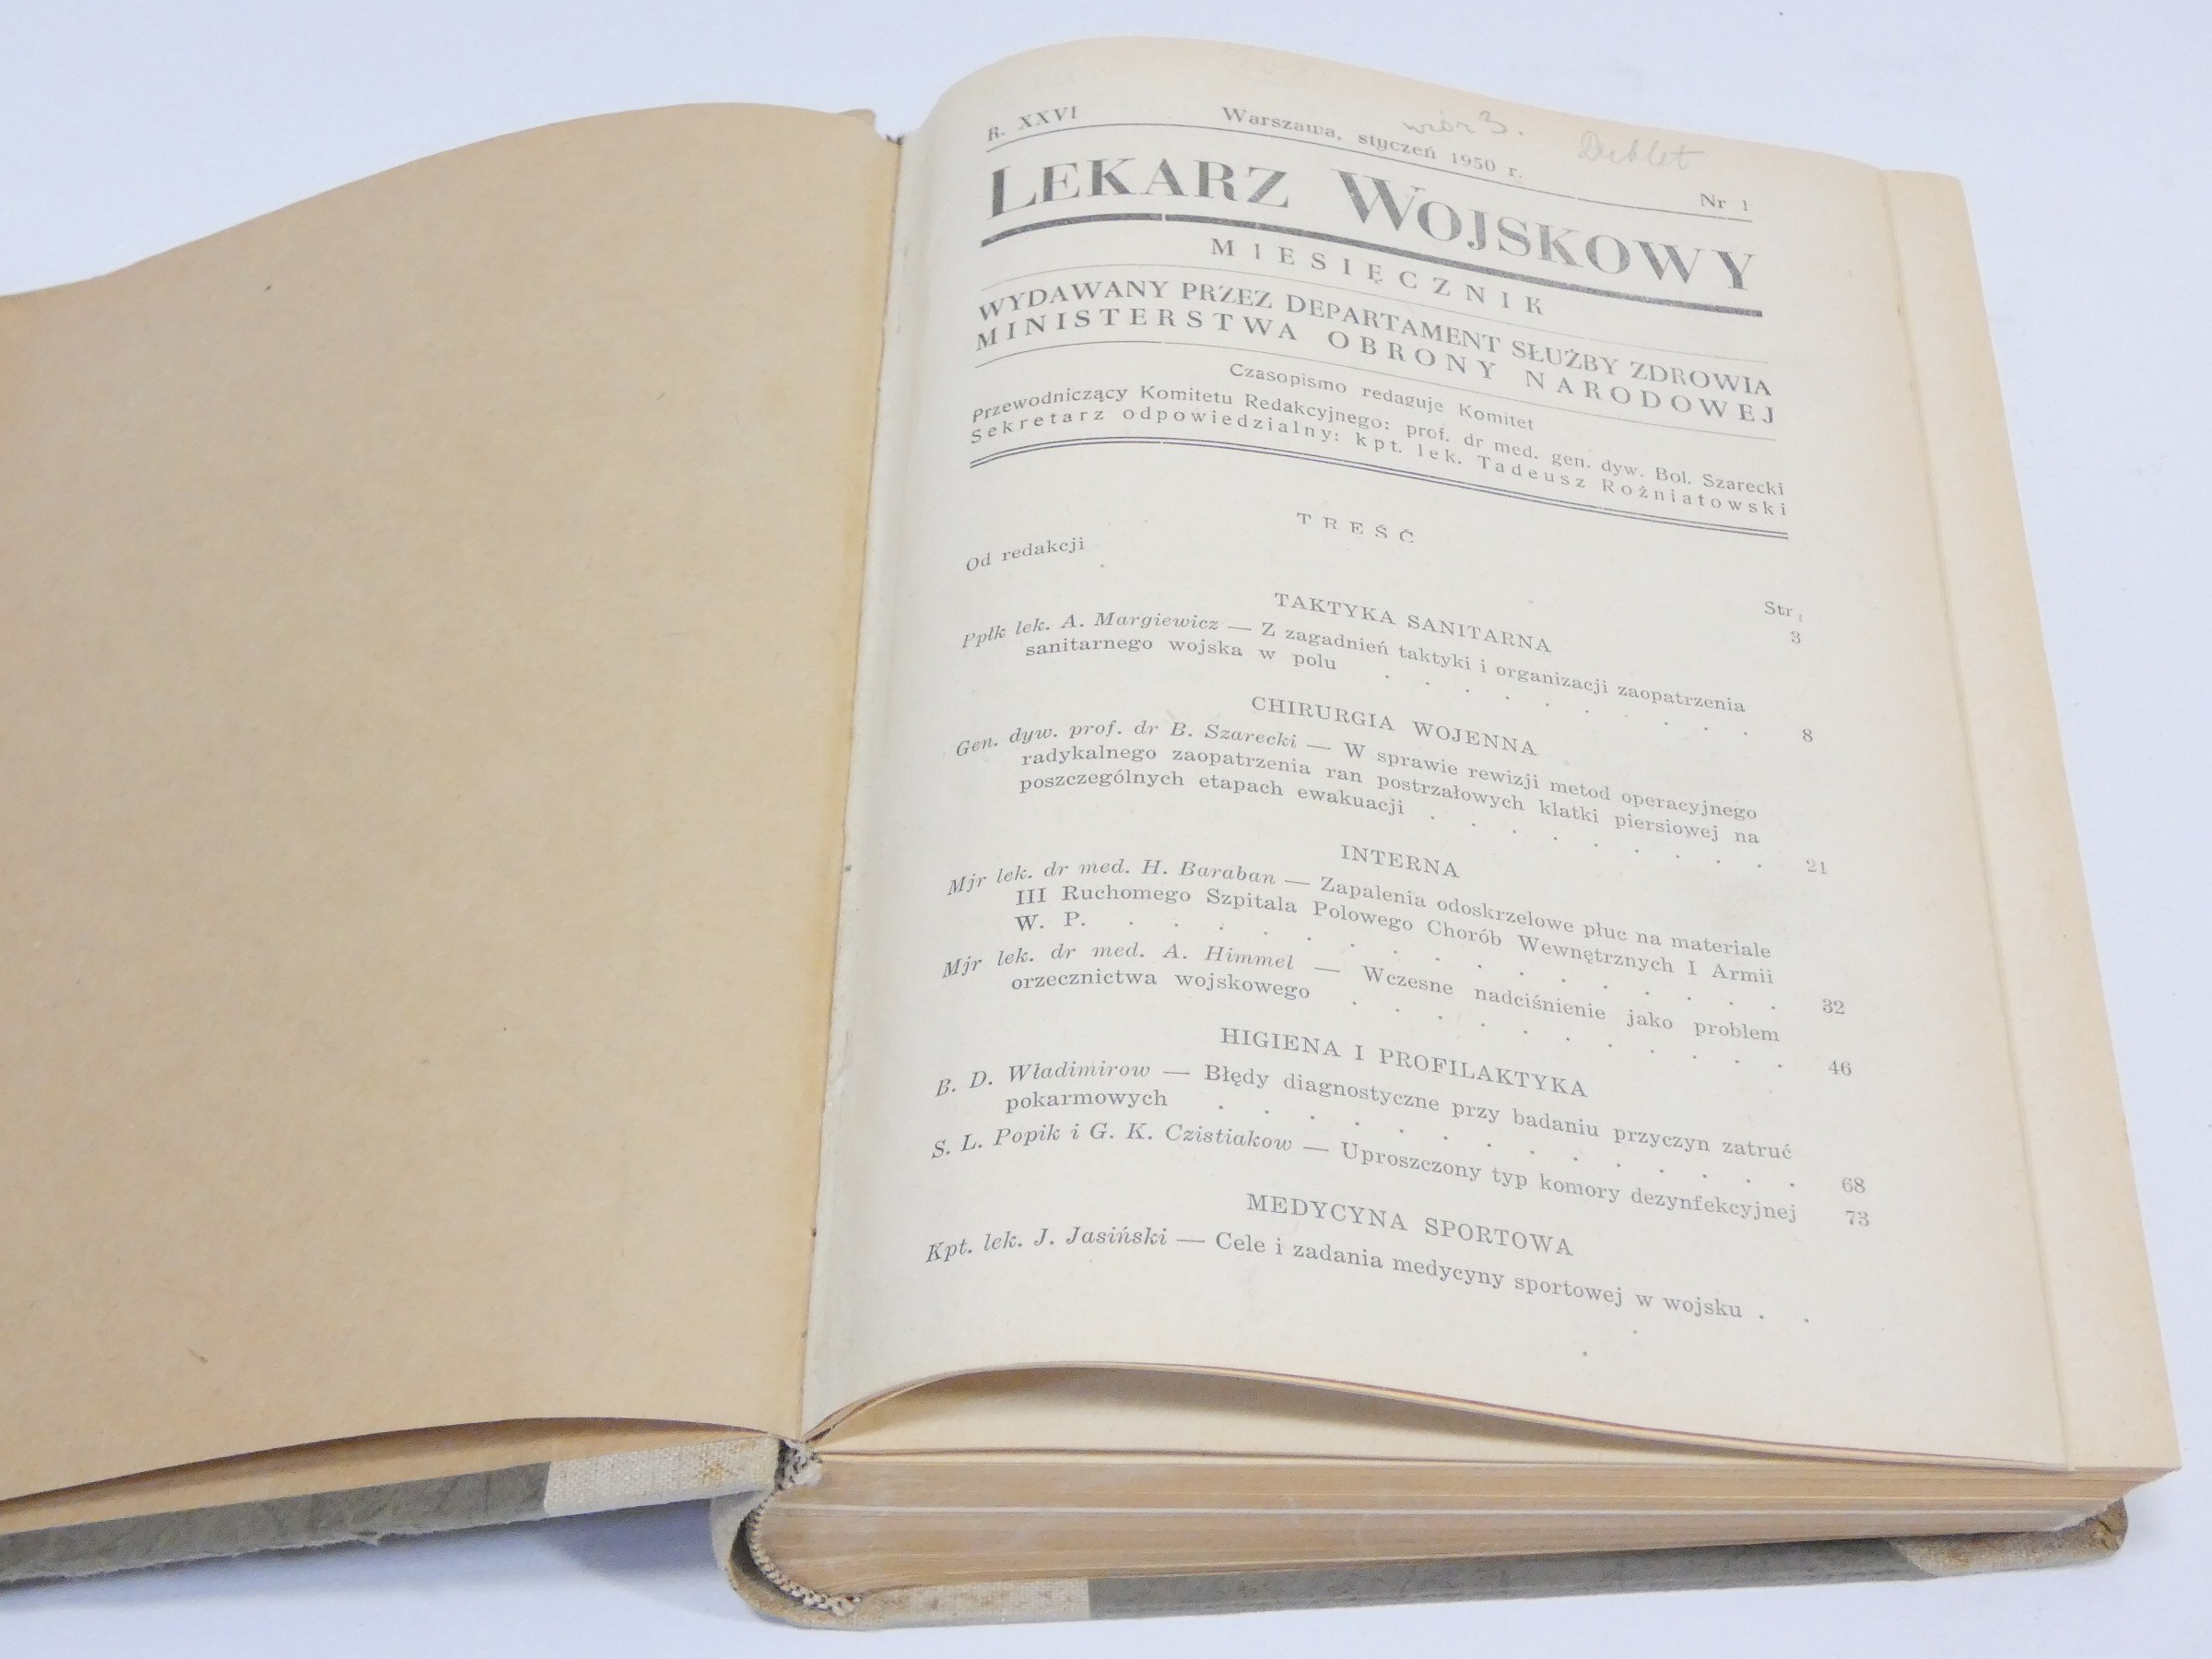 R. XXVI Warszawa, styczeń 1950 r. Nr 1
Dublet
LEKARZ WOJSKOWY
MIESIĘCZNIK
WYDAWANY PRZEZ DEPARTAMENT SŁUŻBY ZDROWIA
MINISTERSTWA OBRONY NARODOWEJ
Czasopismo redaguje Komitet
Przewodniczący Komitetu Redakcyjnego: prof. dr med. gen. dyw. Bol. Szarecki
Sekretarz odpowiedzialny: kpt. lek. Tadeusz Rożniatowski
TREŚĆ
Str.
Od redakcji 3
TAKTYKA SANITARNA
Ppłk lek. A. Margiewicz — Z zagadnień taktyki i organizacji zaopatrzenia
sanitarnego wojska w polu . . . . . . . . 8
CHIRURGIA WOJENNA
Gen. dyw. prof. dr B. Szarecki — W sprawie rewizji metod operacyjnego
radykalnego zaopatrzenia ran postrzałowych klatki piersiowej na
poszczególnych etapach ewakuacji . . . . . . . . . 21
INTERNA
Mjr lek. dr med. H. Baraban — Zapalenia odoskrzelowe płuc na materiale
III Ruchomego Szpitala Polowego Chorób Wewnętrznych I Armii
W. P. . . . . . . . . . . . . . . . 32
Mjr lek. dr med. A. Himmel — Wczesne nadciśnienie jako problem
orzecznictwa wojskowego . . . . . . . . . . . 46
HIGIENA I PROFILAKTYKA
B. D. Władimirow — Błędy diagnostyczne przy badaniu przyczyn zatruć
pokarmowych . . . . . . . . . . . . . . 68
S. L. Popik i G. K. Czistiakow — Uproszczony typ komory dezynfekcyjnej 73
MEDYCYNA SPORTOWA
Kpt. lek. J. Jasiński — Cele i zadania medycyny sportowej w wojsku . .